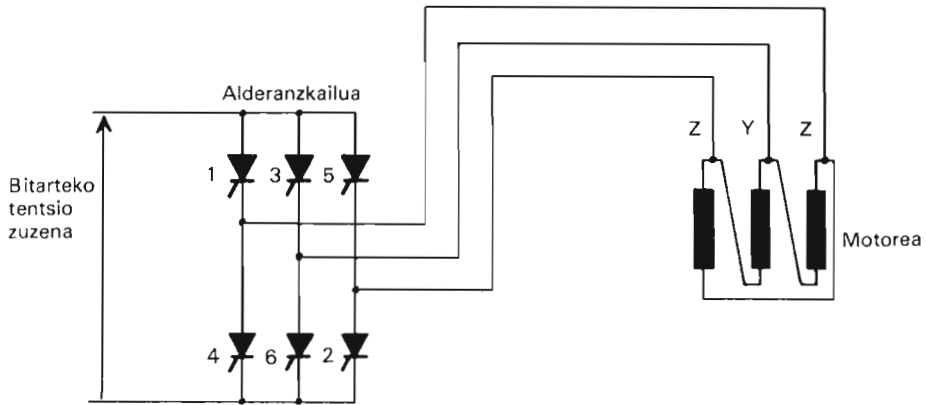 Alderanzkailua
Z Y Z
1 3 5
Bitarteko
tentsio
zuzena
Motorea
4 6 2